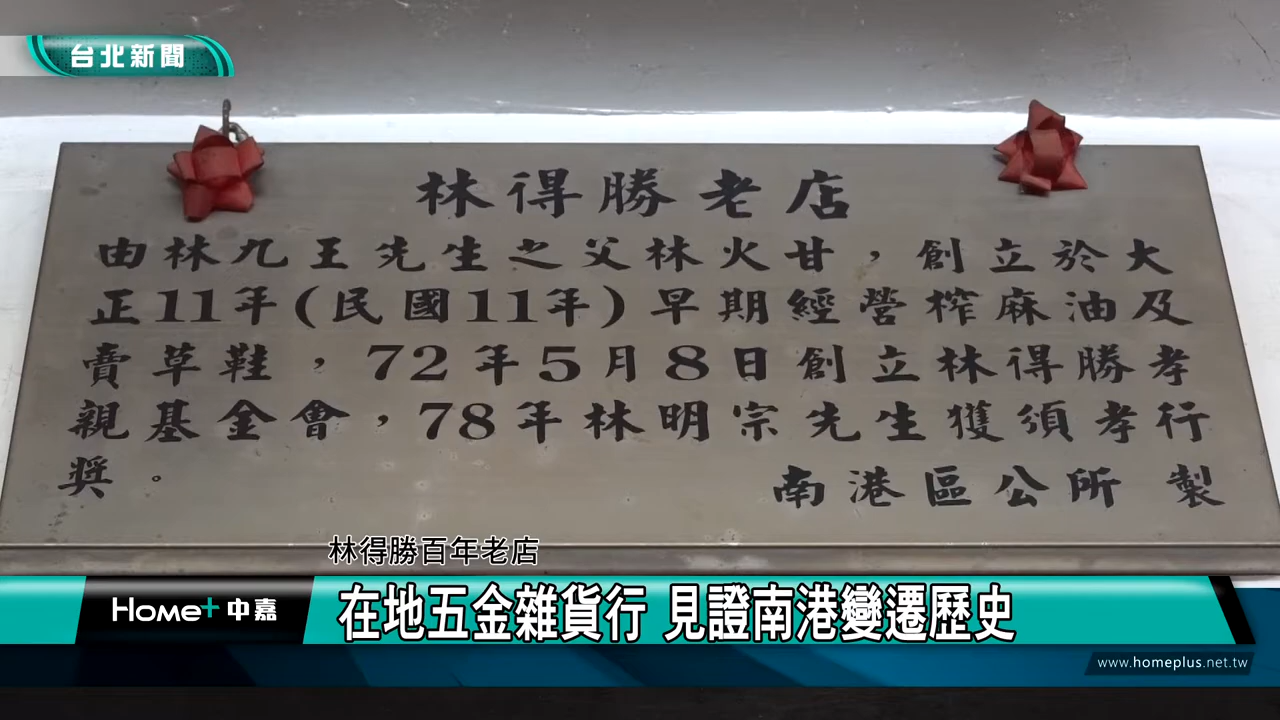 台北新聞
林得勝老店
由林九王先生之父林火甘，創立於大
正11年(民國11年)早期經營榨麻油及
賣草鞋，72年5月8日創立林得勝孝
親基金會，78年林明宗先生獲頒孝行
獎。
南港區公所 製
林得勝百年老店
Home+中嘉
在地五金雜貨行 見證南港變遷歷史
www.homeplus.net.tw